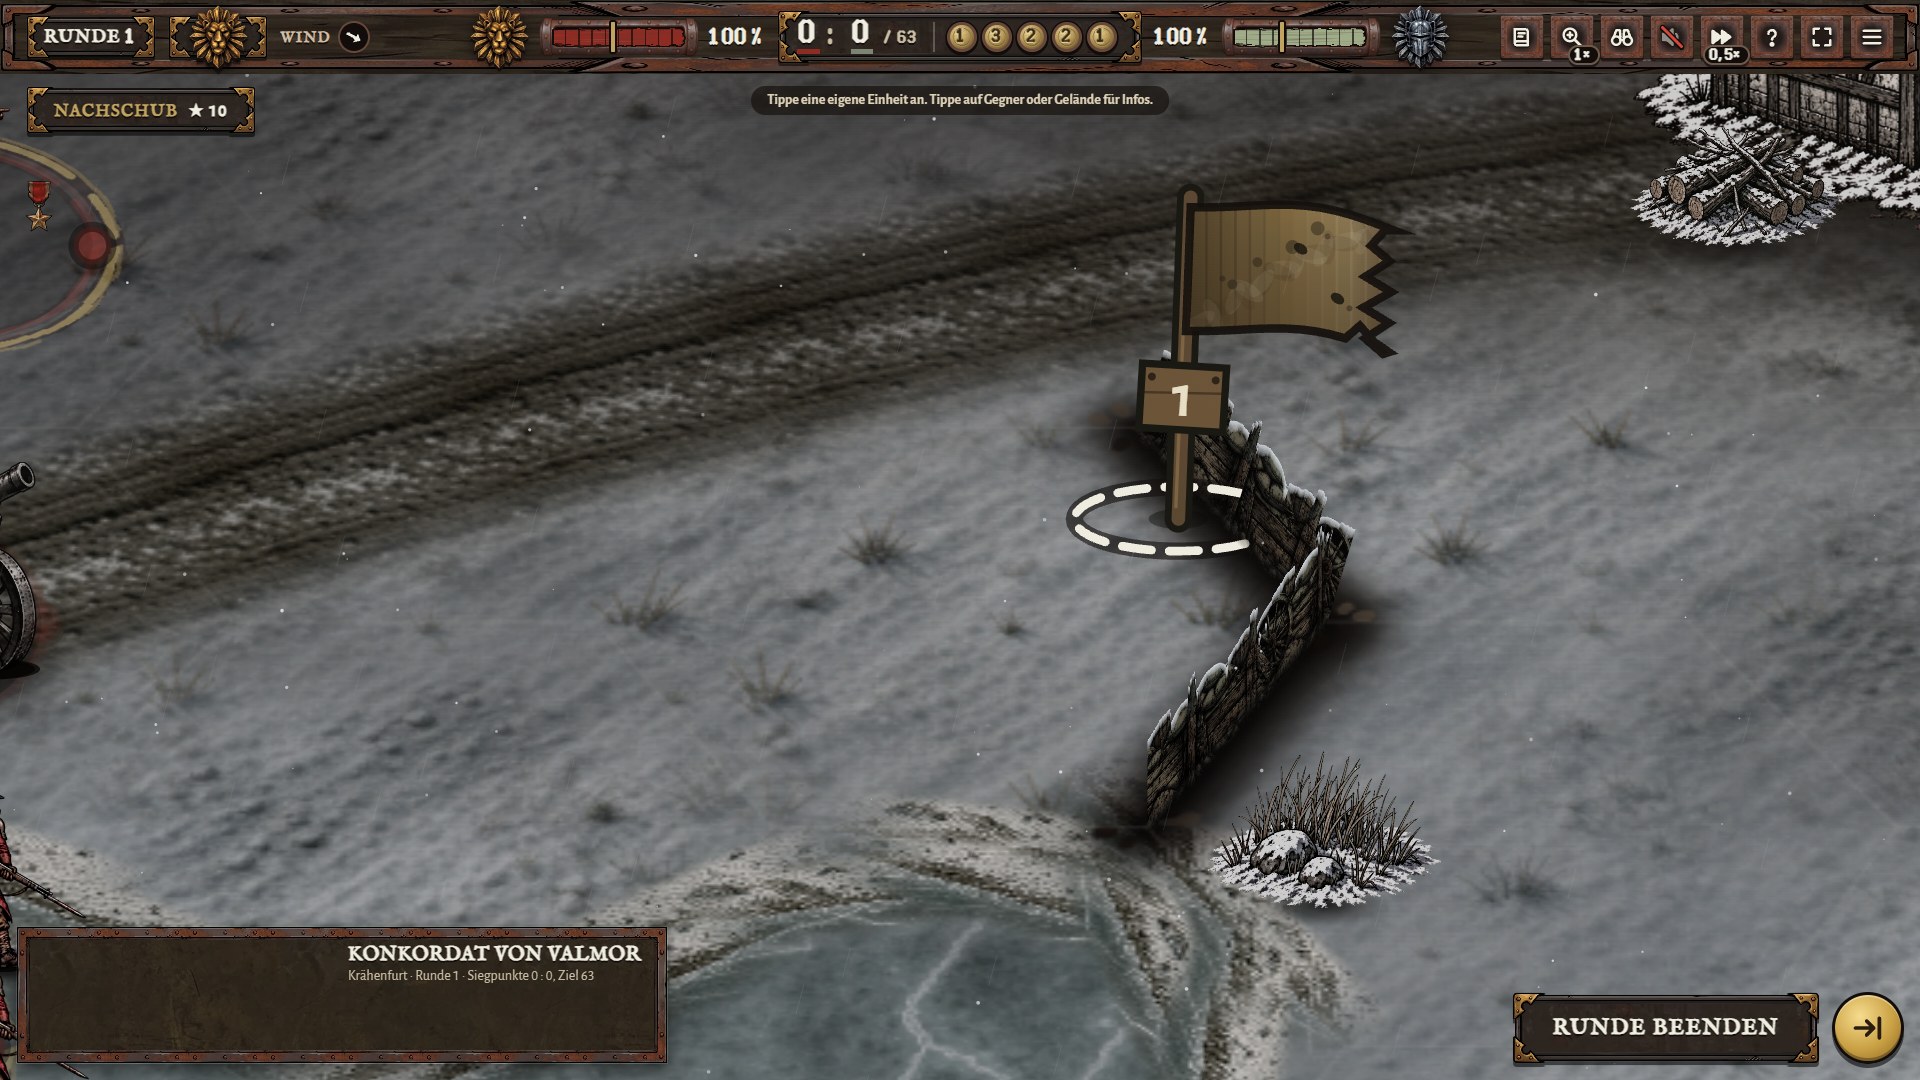 RUNDE 1
WIND
100 %
0 : 0 / 63
1 3 2 2 1
100 %
1×
0,5×
?
NACHSCHUB ★ 10
Tippe eine eigene Einheit an. Tippe auf Gegner oder Gelände für Infos.
1
KONKORDAT VON VALMOR
Krähenfurt · Runde 1 · Siegpunkte 0 : 0, Ziel 63
RUNDE BEENDEN